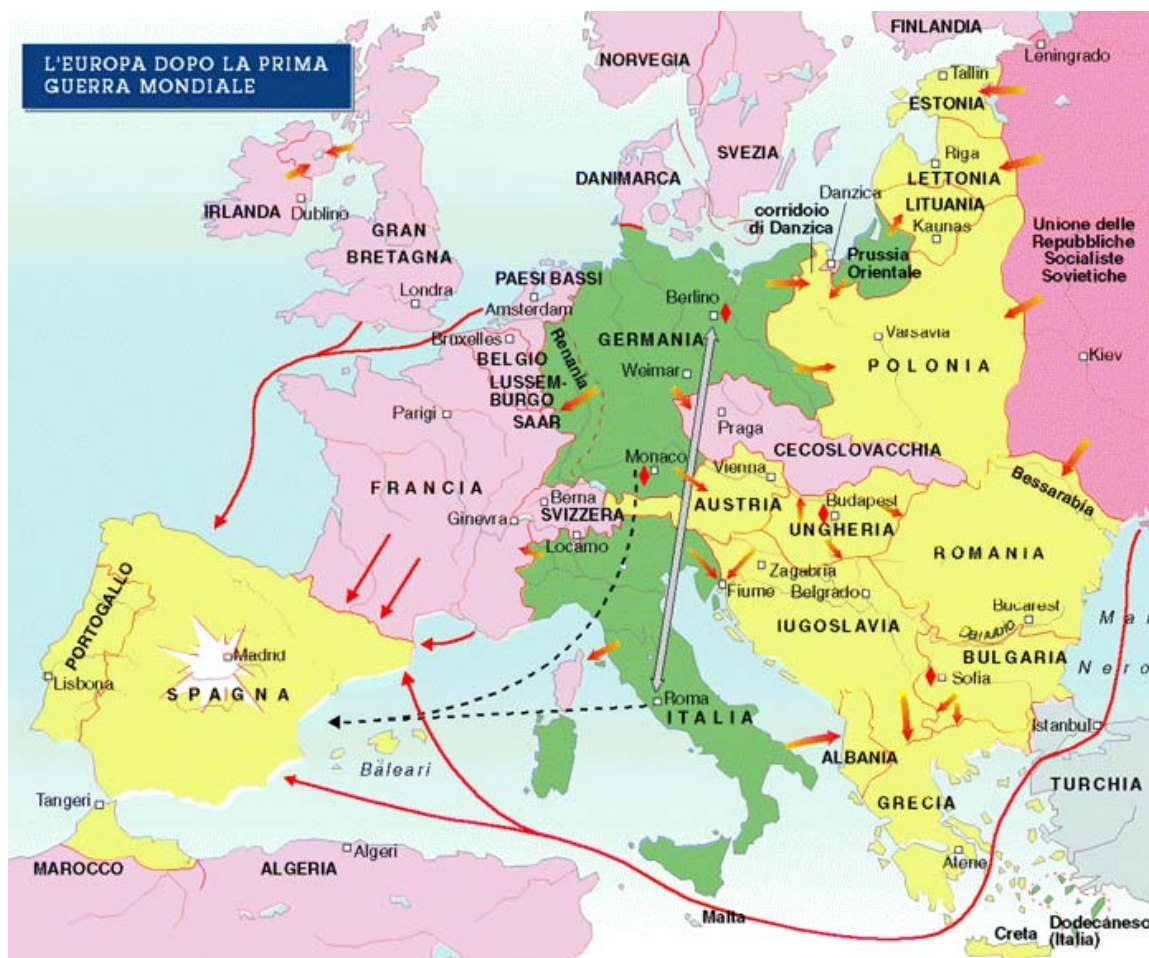 L'EUROPA DOPO LA PRIMA
GUERRA MONDIALE
FINLANDIA
NORVEGIA
Leningrado
Tallin
ESTONIA
SVEZIA
Riga
LETTONIA
DANIMARCA
Danzica
LITUANIA
IRLANDA
Dublino
corridoio
di Danzica
Kaunas
Unione delle
Repubbliche
Socialiste
Sovietiche
GRAN
BRETAGNA
Prussia
Orientale
PAESI BASSI
Londra
Amsterdam
Berlino
Bruxelles
Renania
GERMANIA
Varsavia
Kiev
BELGIO
POLONIA
Weimar
LUSSEM-
BURGO
Parigi
SAAR
Praga
CECOSLOVACCHIA
Monaco
Vienna
Bessarabia
FRANCIA
Berna
AUSTRIA
Budapest
Ginevra
SVIZZERA
UNGHERIA
Locarno
ROMANIA
Zagabria
Fiume
Belgrado
PORTOGALLO
Bucarest
IUGOSLAVIA
Danubio
Ma
Madrid
BULGARIA
Nero
Lisbona
SPAGNA
Sofia
Roma
ITALIA
Istanbul
Baleari
ALBANIA
TURCHIA
Tangeri
GRECIA
Algeri
MAROCCO
ALGERIA
Atene
Malta
Dodecaneso
(Italia)
Creta